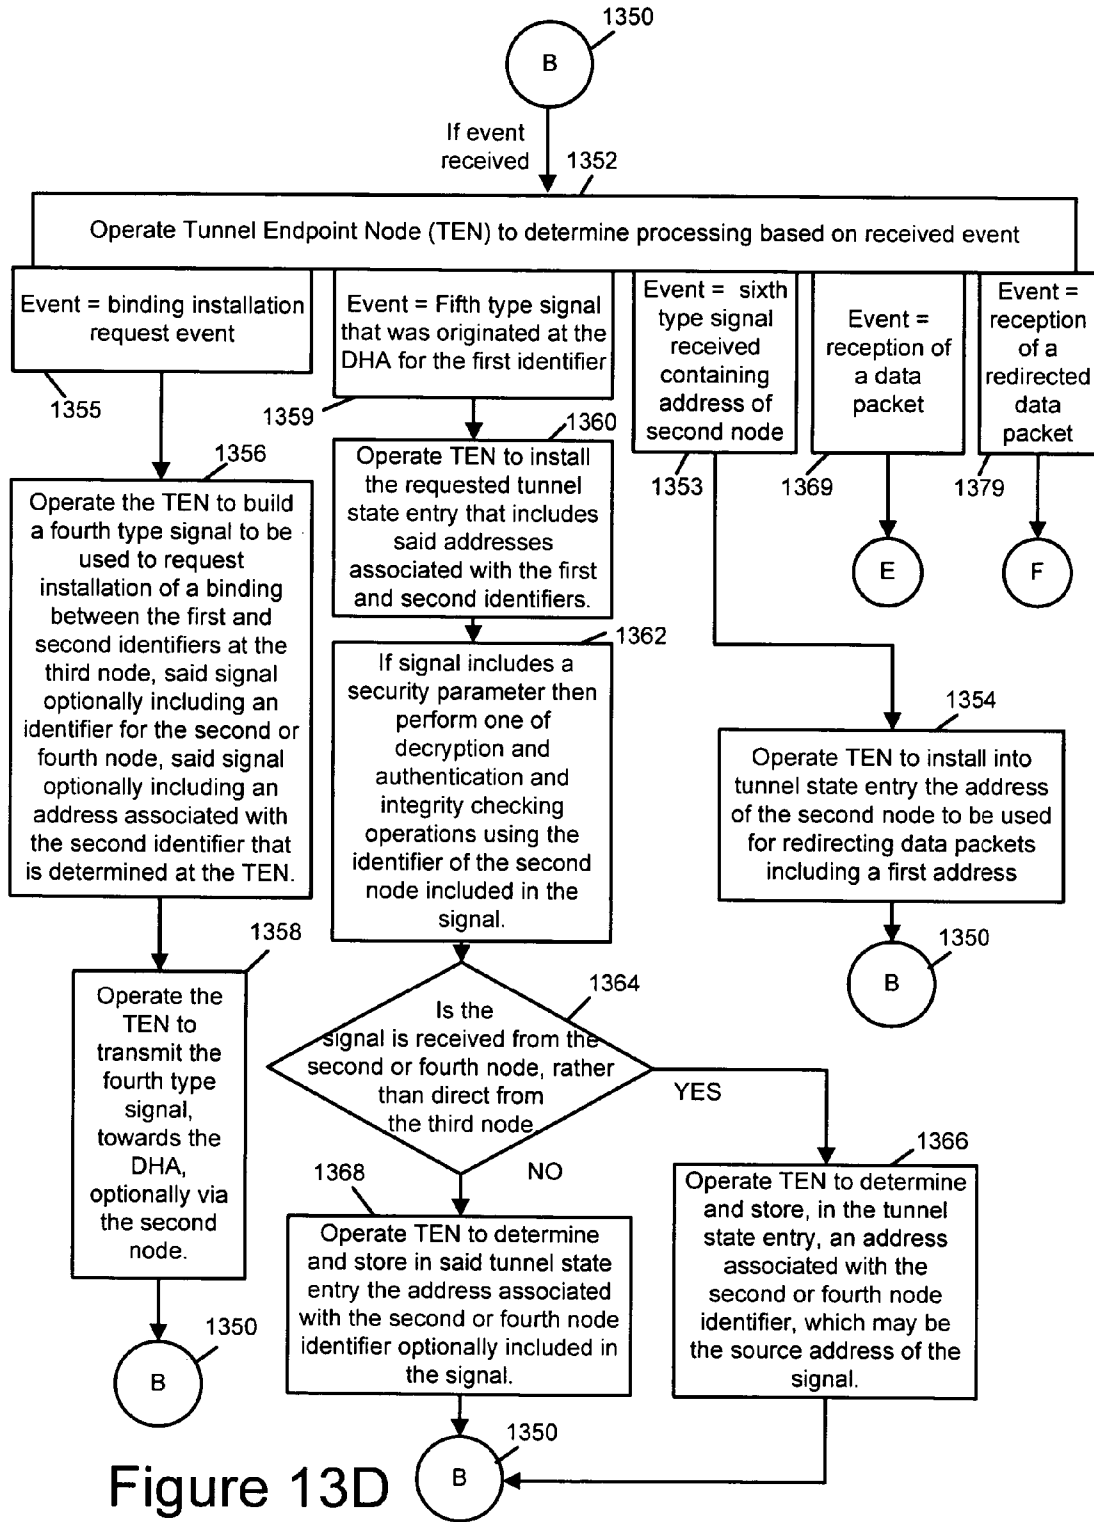 1350
B
If event
received
1352
Operate Tunnel Endpoint Node (TEN) to determine processing based on received event
Event = binding installation
request event
1355
Event = Fifth type signal
that was originated at the
DHA for the first identifier
1359
Event = sixth
type signal
received
containing
address of
second node
1353
Event =
reception of
a data
packet
1369
Event =
reception
of a
redirected
data
packet
1379
E
F
1356
Operate the TEN to build
a fourth type signal to be
used to request
installation of a binding
between the first and
second identifiers at the
third node, said signal
optionally including an
identifier for the second or
fourth node, said signal
optionally including an
address associated with
the second identifier that
is determined at the TEN.
1358
Operate the
TEN to
transmit the
fourth type
signal,
towards the
DHA,
optionally via
the second
node.
1350
B
1360
Operate TEN to install
the requested tunnel
state entry that includes
said addresses
associated with the first
and second identifiers.
1362
If signal includes a
security parameter then
perform one of
decryption and
authentication and
integrity checking
operations using the
identifier of the second
node included in the
signal.
1364
Is the
signal is received from the
second or fourth node, rather
than direct from
the third node
YES
NO
1368
Operate TEN to determine
and store in said tunnel state
entry the address associated
with the second or fourth node
identifier optionally included in
the signal.
1366
Operate TEN to determine
and store, in the tunnel
state entry, an address
associated with the
second or fourth node
identifier, which may be
the source address of the
signal.
1350
B
1354
Operate TEN to install into
tunnel state entry the address
of the second node to be used
for redirecting data packets
including a first address
1350
B
Figure 13D